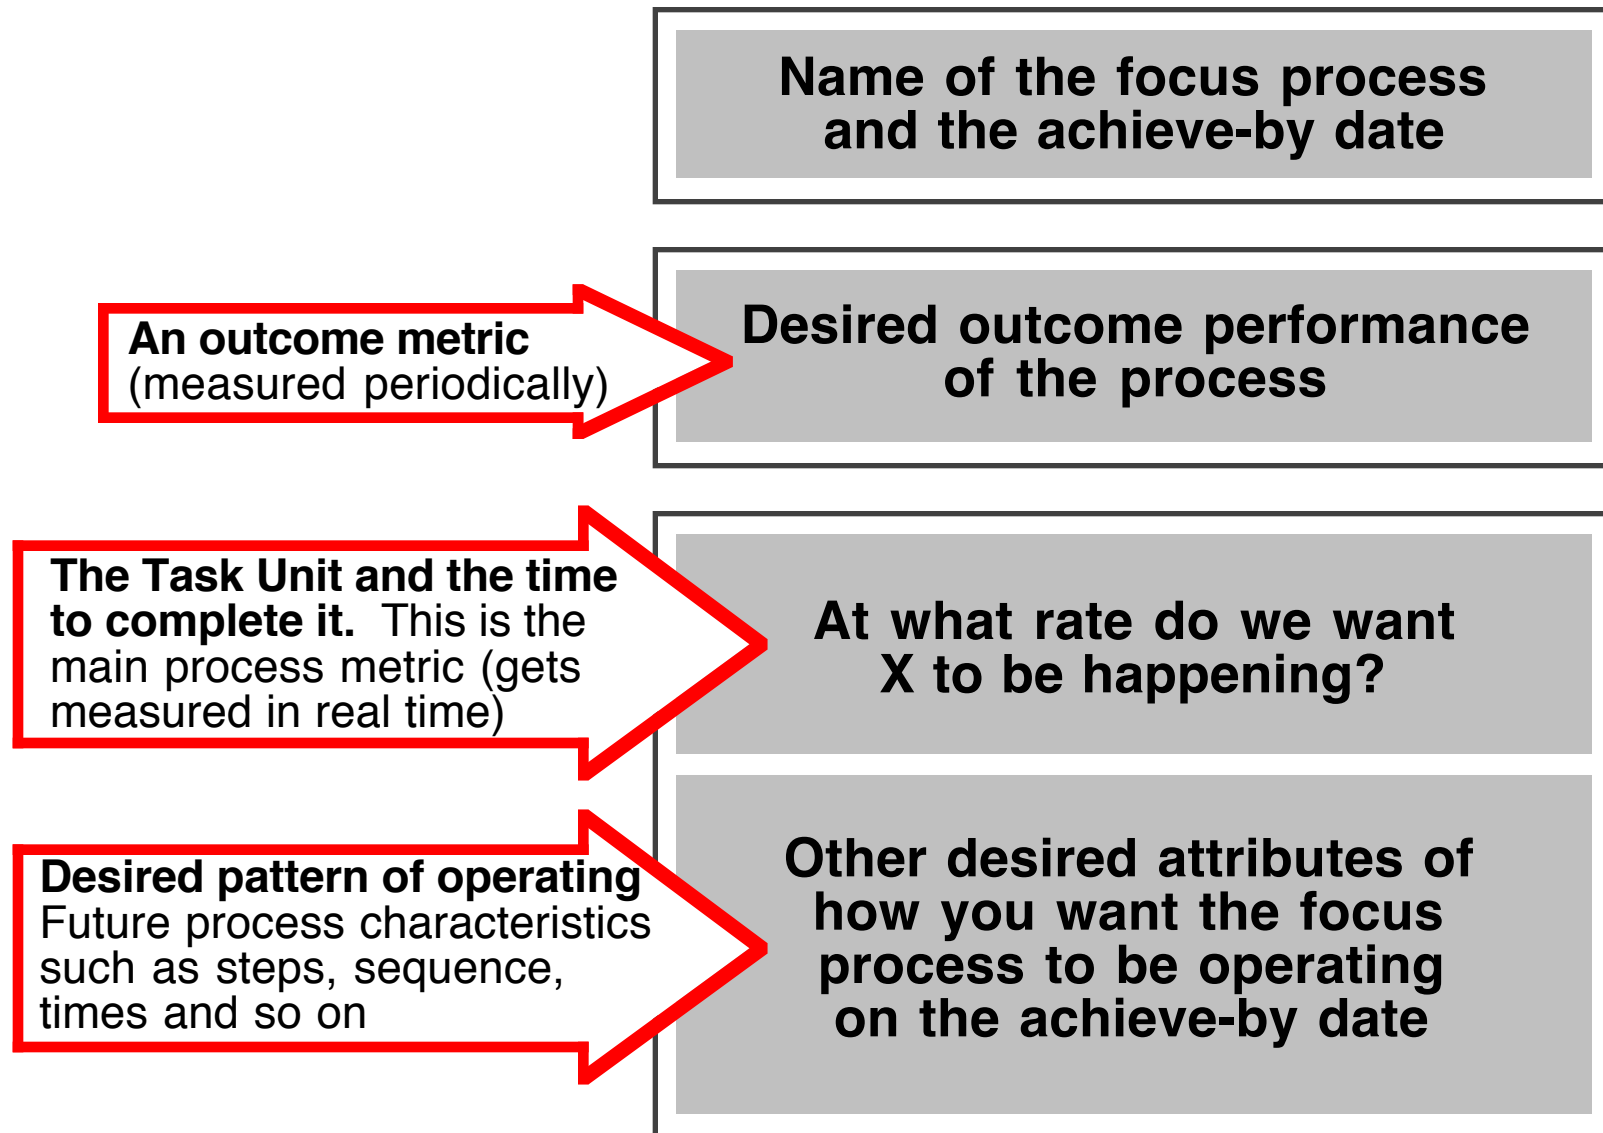 Name of the focus process
and the achieve-by date
An outcome metric
(measured periodically)
Desired outcome performance
of the process
The Task Unit and the time
to complete it. This is the
main process metric (gets
measured in real time)
At what rate do we want
X to be happening?
Desired pattern of operating
Future process characteristics
such as steps, sequence,
times and so on
Other desired attributes of
how you want the focus
process to be operating
on the achieve-by date